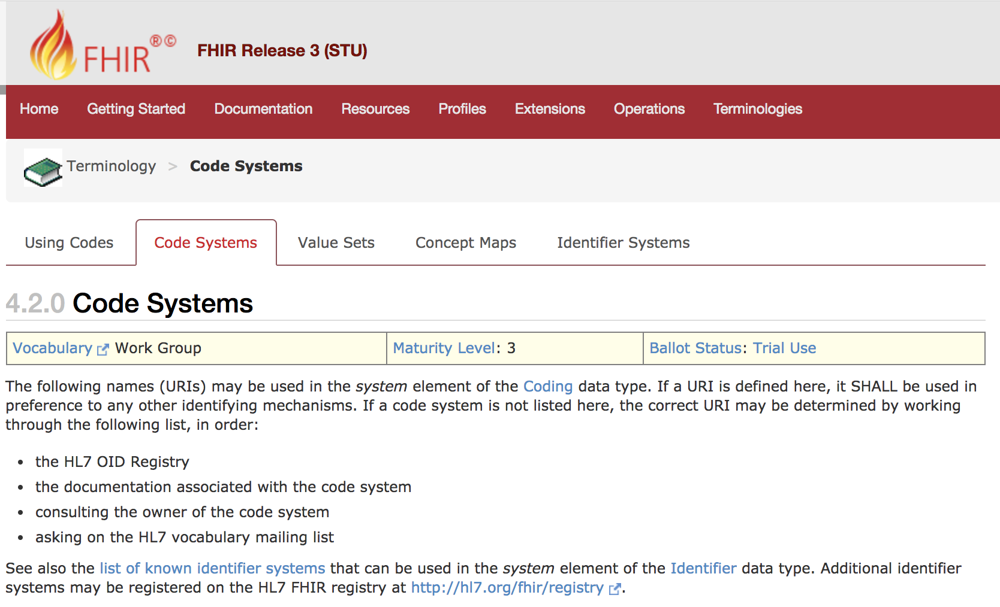 FHIR®©
FHIR Release 3 (STU)
Home Getting Started Documentation Resources Profiles Extensions Operations Terminologies
Terminology > Code Systems
Using Codes Code Systems Value Sets Concept Maps Identifier Systems
4.2.0 Code Systems
Vocabulary Work Group Maturity Level: 3 Ballot Status: Trial Use
The following names (URIs) may be used in the system element of the Coding data type. If a URI is defined here, it SHALL be used in
preference to any other identifying mechanisms. If a code system is not listed here, the correct URI may be determined by working
through the following list, in order:
• the HL7 OID Registry
• the documentation associated with the code system
• consulting the owner of the code system
• asking on the HL7 vocabulary mailing list
See also the list of known identifier systems that can be used in the system element of the Identifier data type. Additional identifier
systems may be registered on the HL7 FHIR registry at http://hl7.org/fhir/registry.